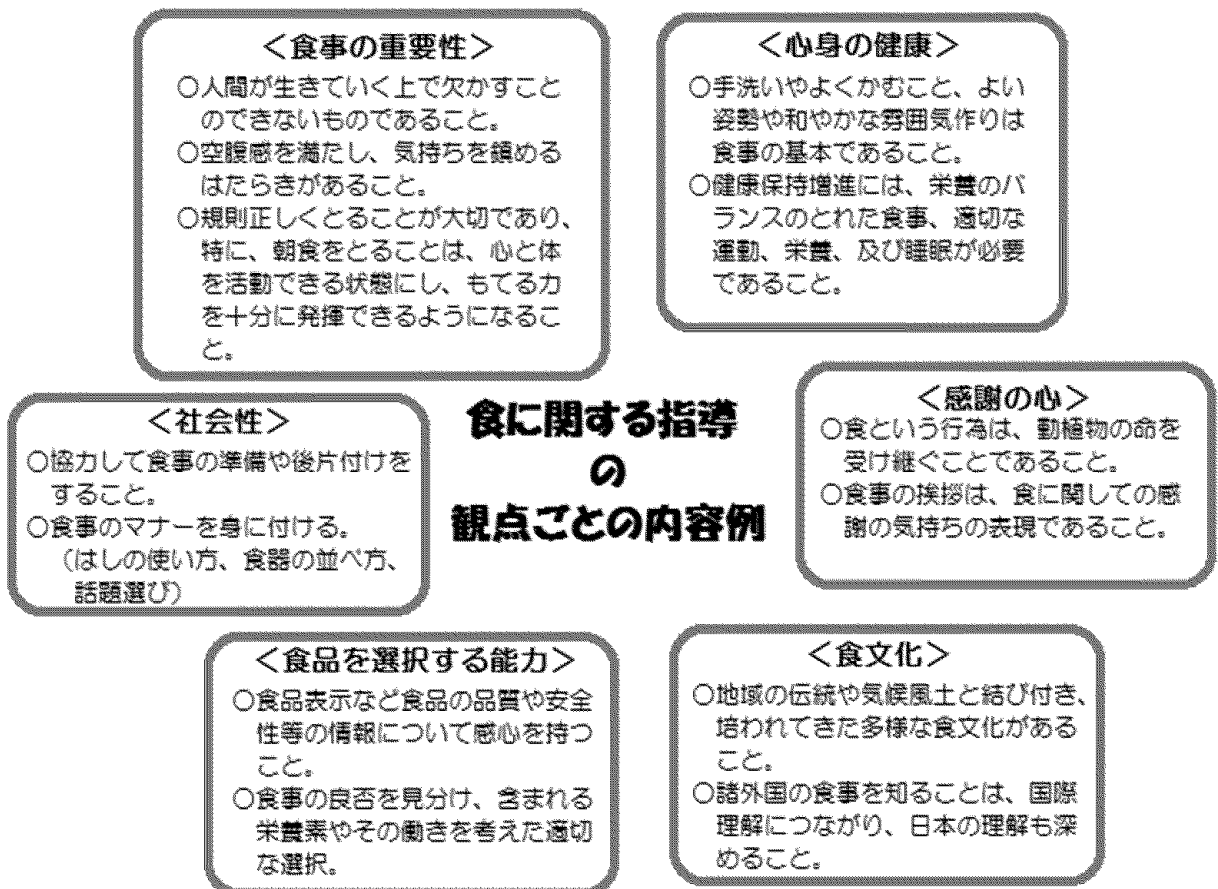 ＜食事の重要性＞
○人間が生きていく上で欠かすこと
のできないものであること。
○空腹感を満たし、気持ちを鎮める
はたらきがあること。
○規則正しくとることが大切であり、
特に、朝食をとることは、心と体
を活動できる状態にし、もてる力
を十分に発揮できるようになるこ
と。
＜心身の健康＞
○手洗いやよくかむこと、よい
姿勢や和やかな雰囲気作りは
食事の基本であること。
○健康保持増進には、栄養のバ
ランスのとれた食事、適切な
運動、栄養、及び睡眠が必要
であること。
＜社会性＞
○協力して食事の準備や後片付けを
すること。
○食事のマナーを身に付ける。
（はしの使い方、食器の並べ方、
話題選び）
食に関する指導
の
観点ごとの内容例
＜感謝の心＞
○食という行為は、動植物の命を
受け継ぐことであること。
○食事の挨拶は、食に関しての感
謝の気持ちの表現であること。
＜食品を選択する能力＞
○食品表示など食品の品質や安全
性等の情報について感心を持つ
こと。
○食事の良否を見分け、含まれる
栄養素やその働きを考えた適切
な選択。
＜食文化＞
○地域の伝統や気候風土と結び付き、
培われてきた多様な食文化がある
こと。
○諸外国の食事を知ることは、国際
理解につながり、日本の理解も深
めること。